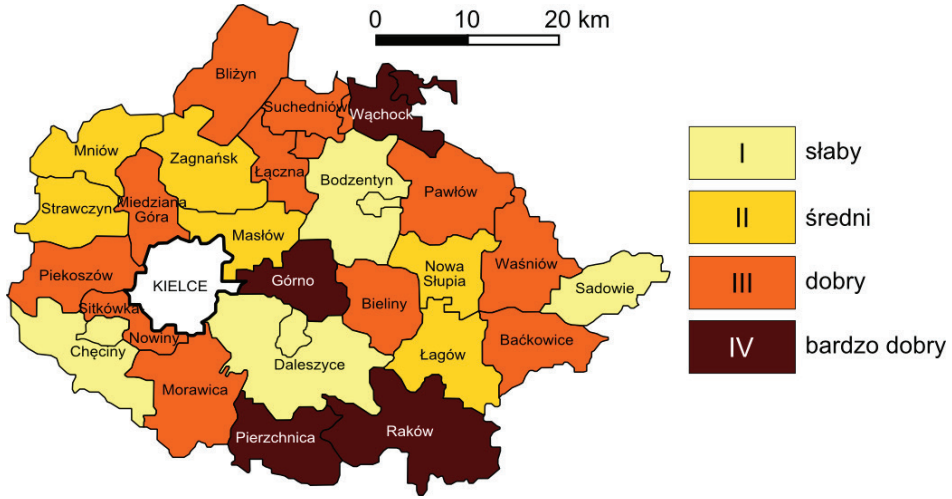 0 10 20 km
Bliżyn
Suchedniów
Wąchock
Mniów
Zagnańsk
Łączna
Bodzentyn
Pawłów
Strawczyn
Miedziana
Góra
Masłów
Piekoszów
KIELCE
Górno
Nowa
Słupia
Waśniów
Sadowie
Sitkówka
Nowiny
Bieliny
Chęciny
Daleszyce
Łagów
Baćkowice
Morawica
Pierzchnica
Raków
I słaby
II średni
III dobry
IV bardzo dobry